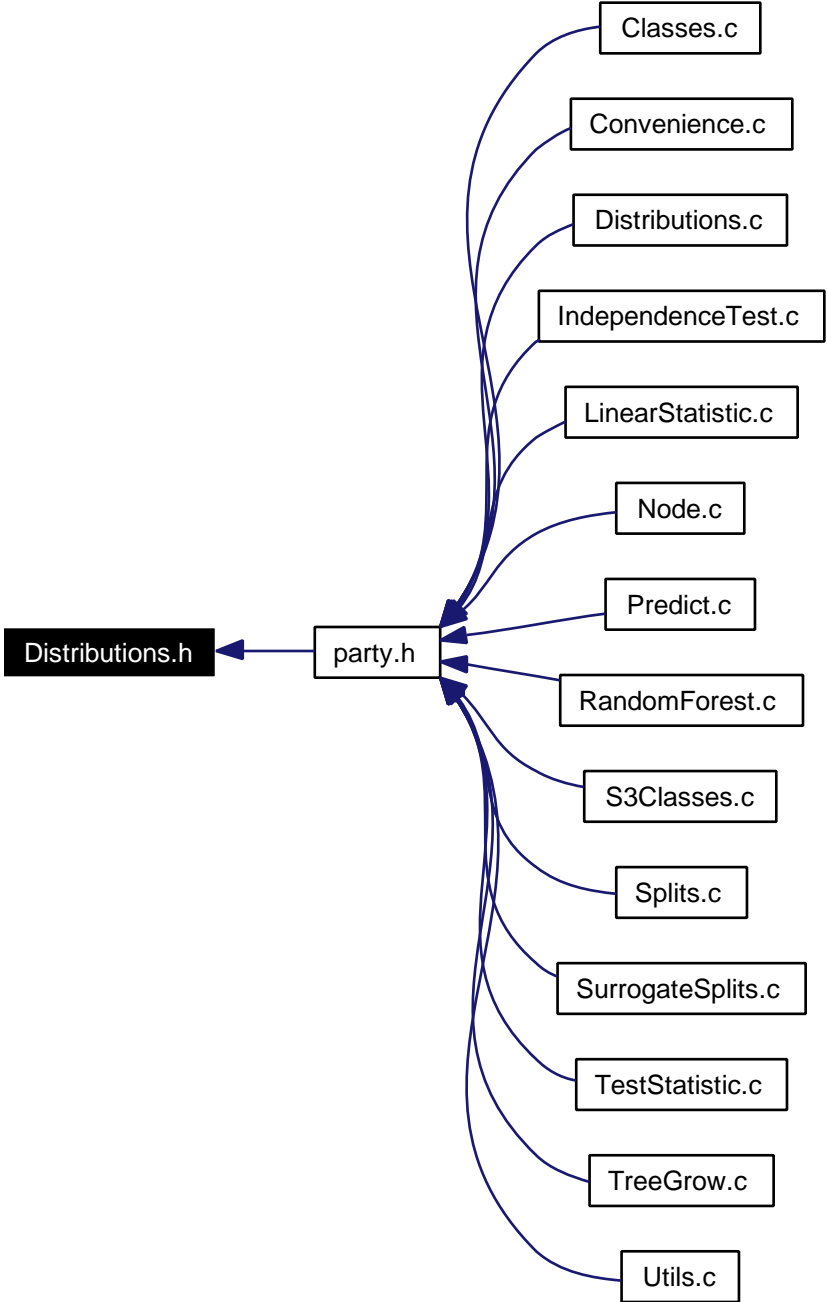 Classes.c
Convenience.c
Distributions.c
IndependenceTest.c
LinearStatistic.c
Node.c
Predict.c
Distributions.h
party.h
RandomForest.c
S3Classes.c
Splits.c
SurrogateSplits.c
TestStatistic.c
TreeGrow.c
Utils.c